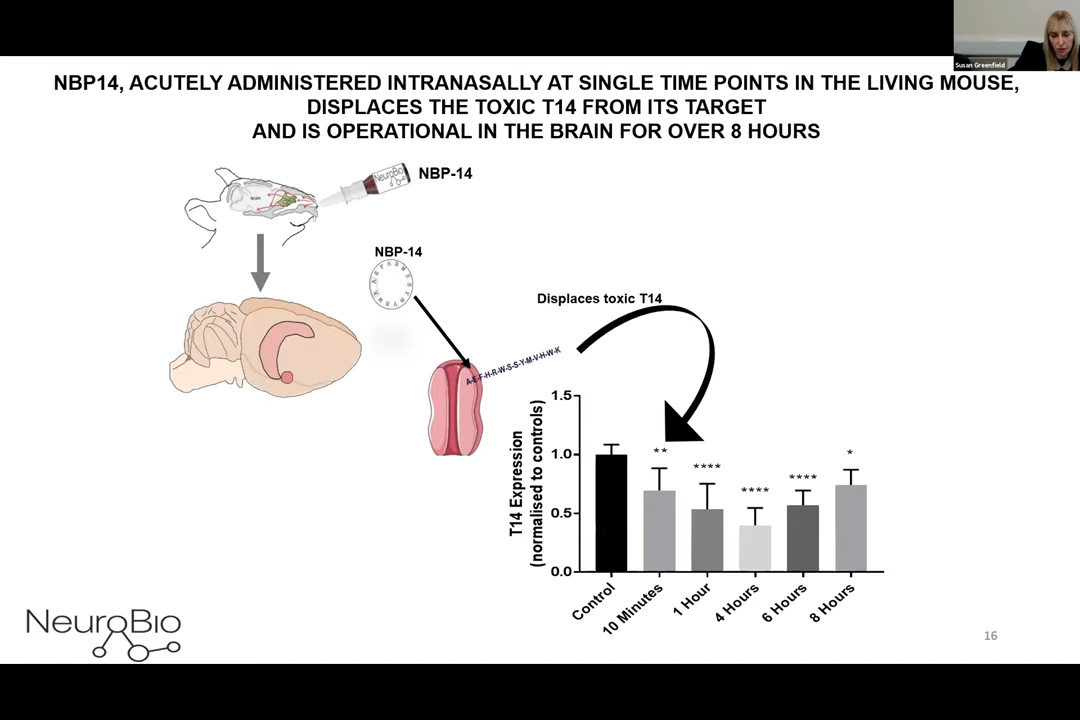 Susan Greenfield
NBP14, ACUTELY ADMINISTERED INTRANASALLY AT SINGLE TIME POINTS IN THE LIVING MOUSE,
DISPLACES THE TOXIC T14 FROM ITS TARGET
AND IS OPERATIONAL IN THE BRAIN FOR OVER 8 HOURS
NeuroBio
NBP-14
brain
NBP-14
Displaces toxic T14
A-E-F-H-R-W-S-S-Y-M-V-H-W-K
T14 Expression
(normalised to controls)
1.5
1.0
0.5
0.0
**
****
****
****
*
Control
10 Minutes
1 Hour
4 Hours
6 Hours
8 Hours
NeuroBio
16